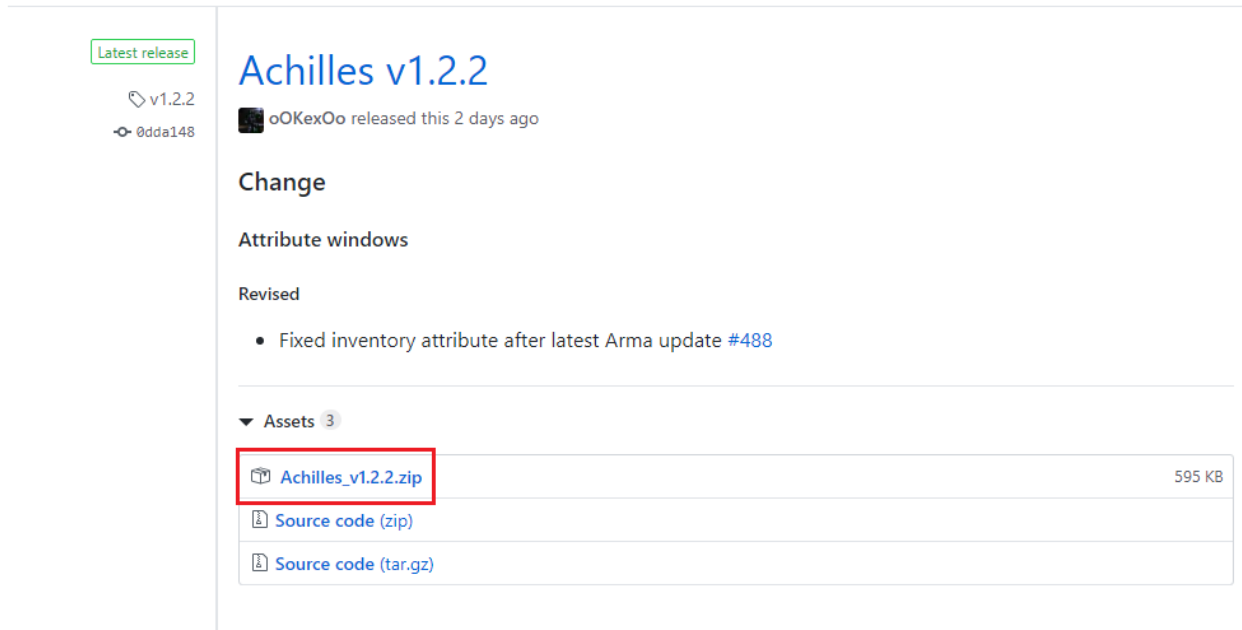 Latest release
v1.2.2
0dda148
Achilles v1.2.2
oOKexOo released this 2 days ago
Change
Attribute windows
Revised
• Fixed inventory attribute after latest Arma update #488
Assets 3
Achilles_v1.2.2.zip 595 KB
Source code (zip)
Source code (tar.gz)